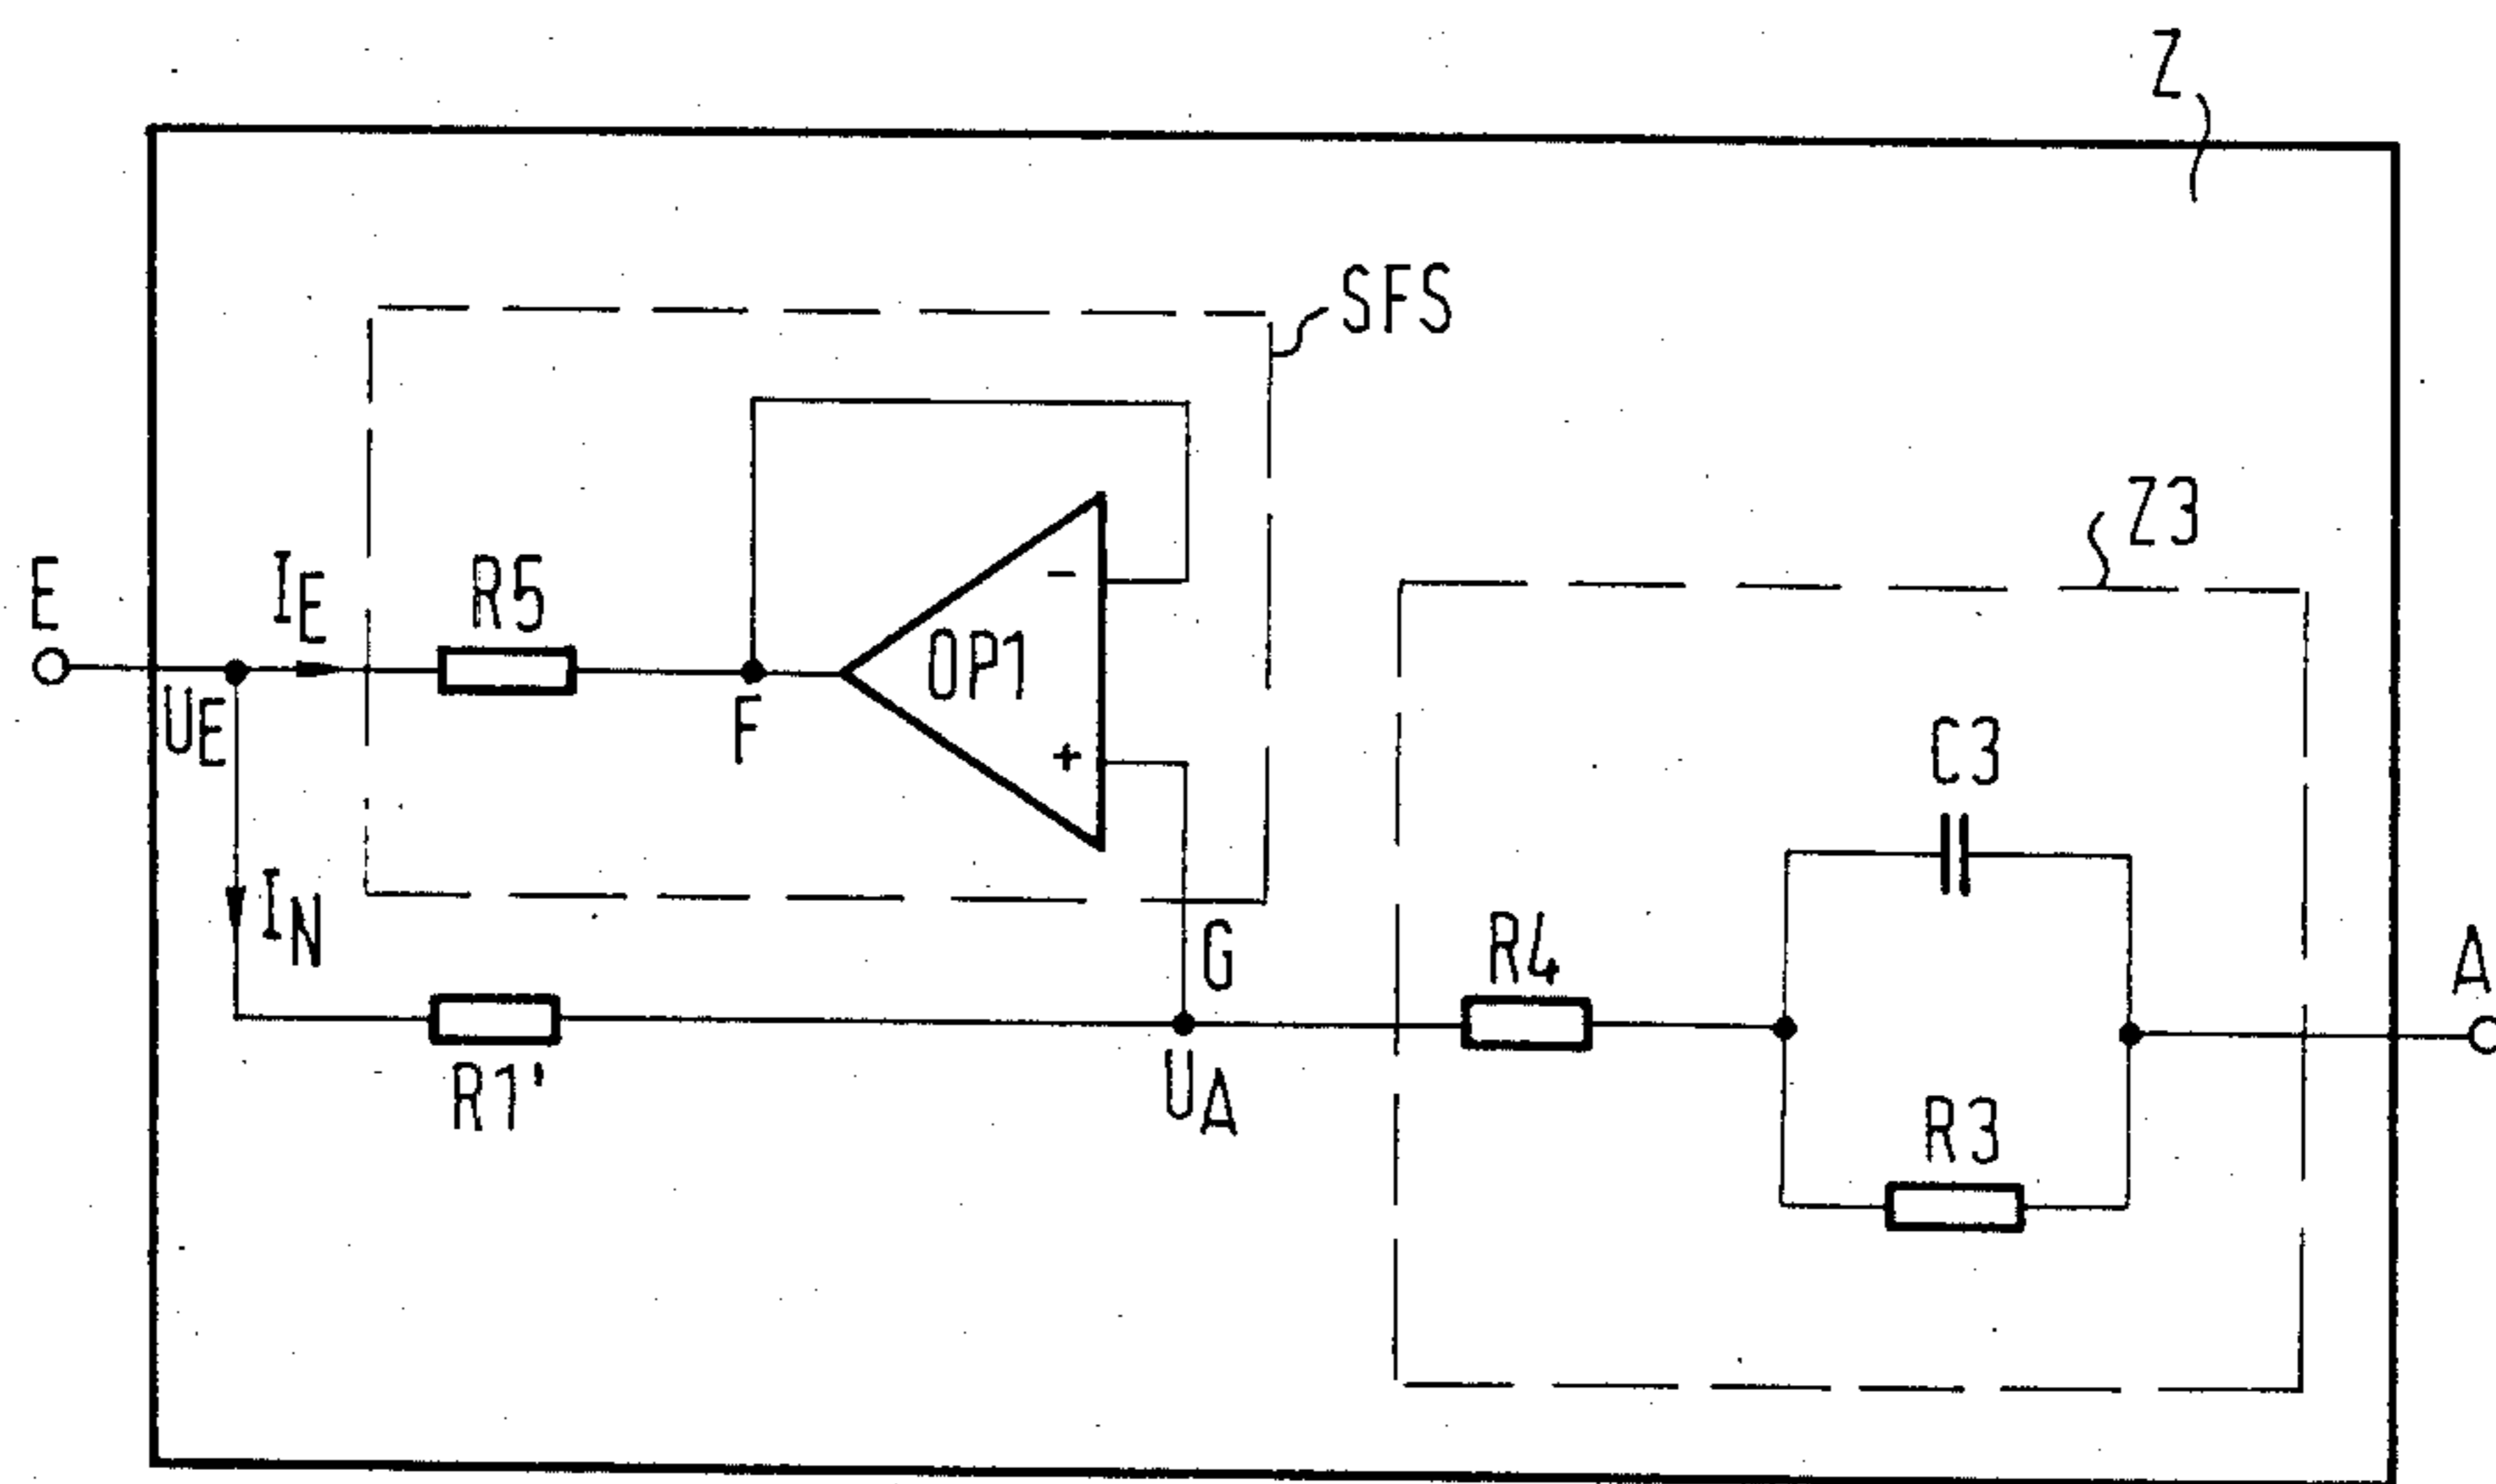 Z
SFS
Z3
E
IE
R5
OP1
-
+
UE
F
C3
IN
G
R4
A
R1'
UA
R3